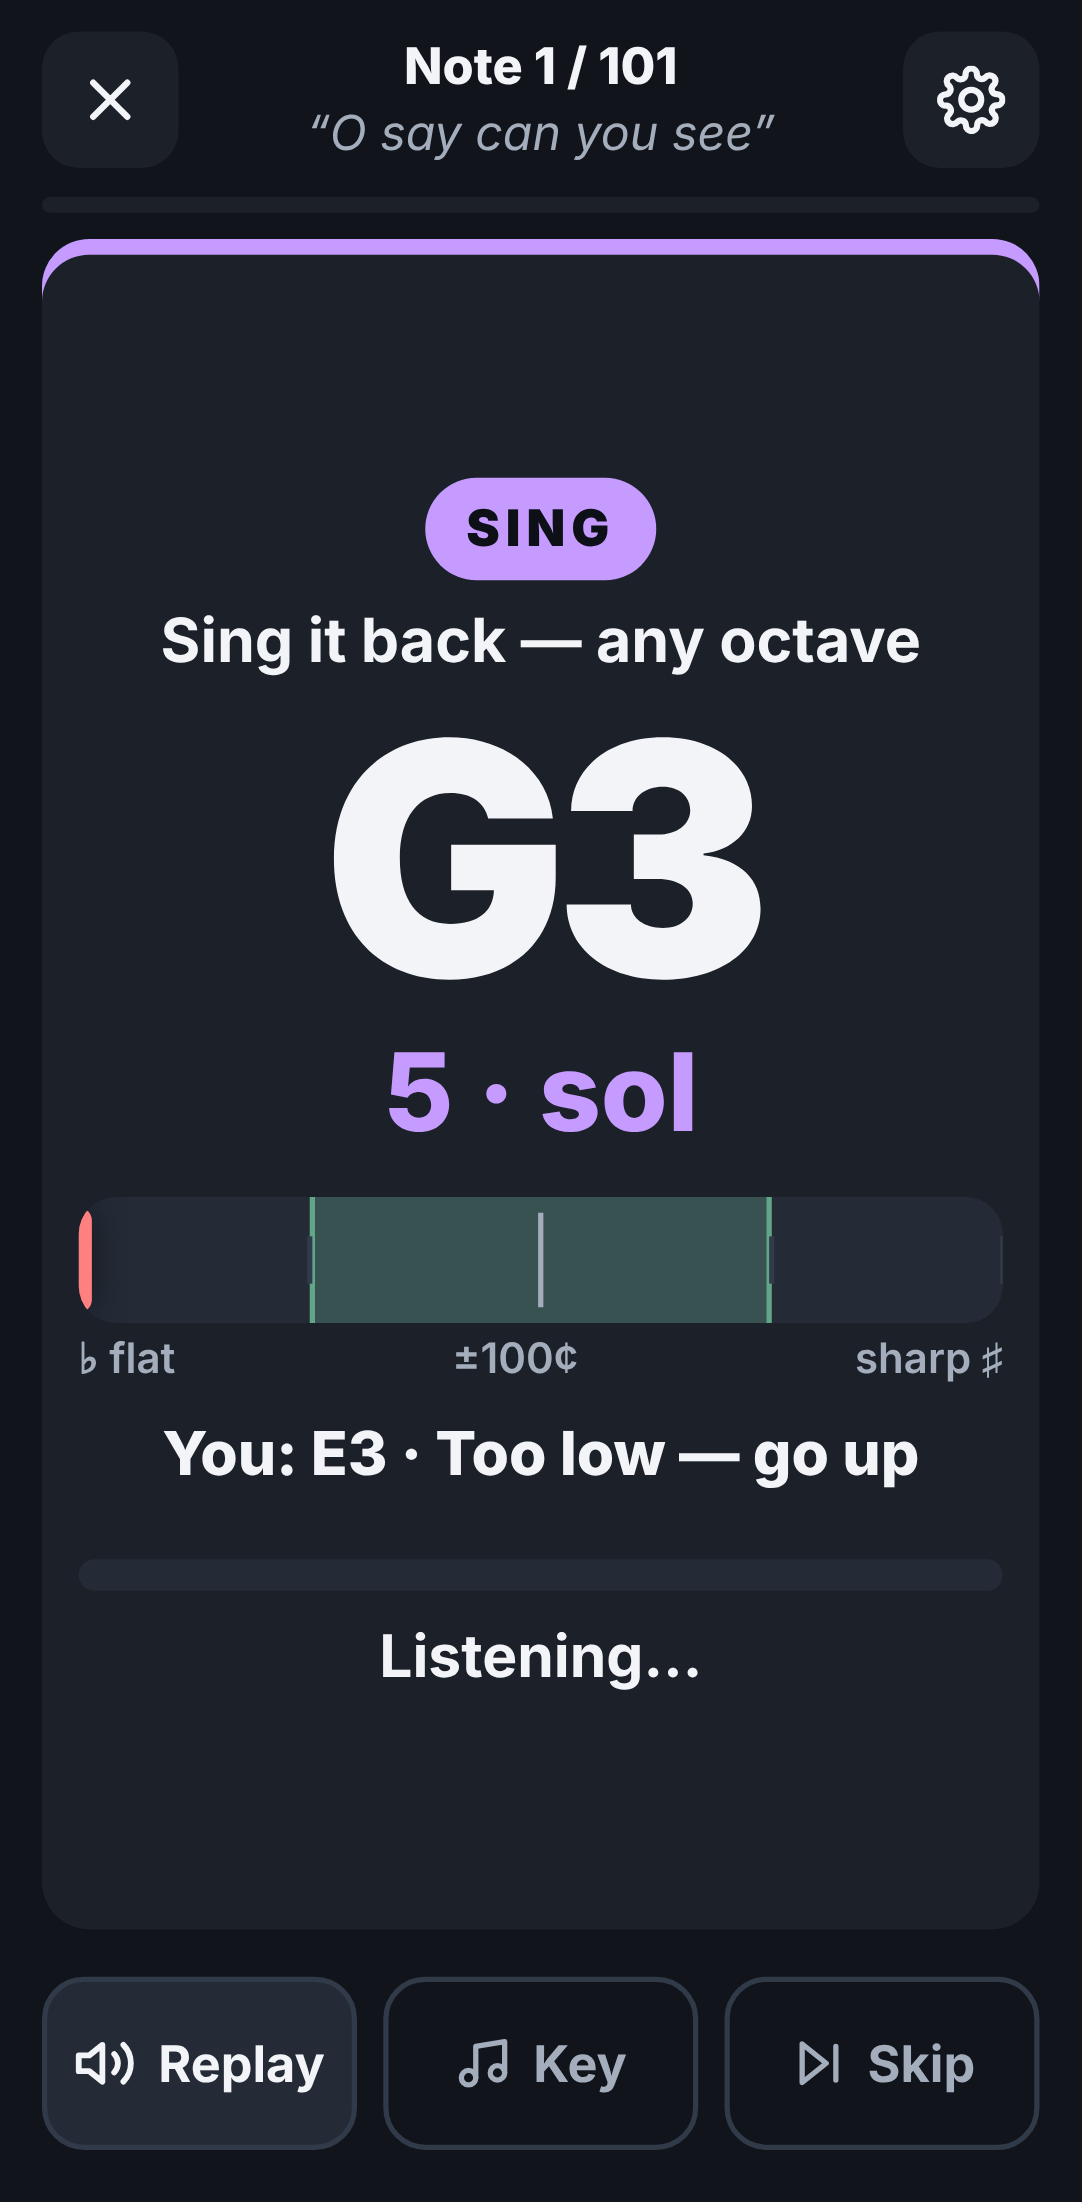 Note 1 / 101
“O say can you see”
SING
Sing it back — any octave
G3
5 · sol
♭ flat ±100¢ sharp ♯
You: E3 · Too low — go up
Listening…
Replay Key Skip